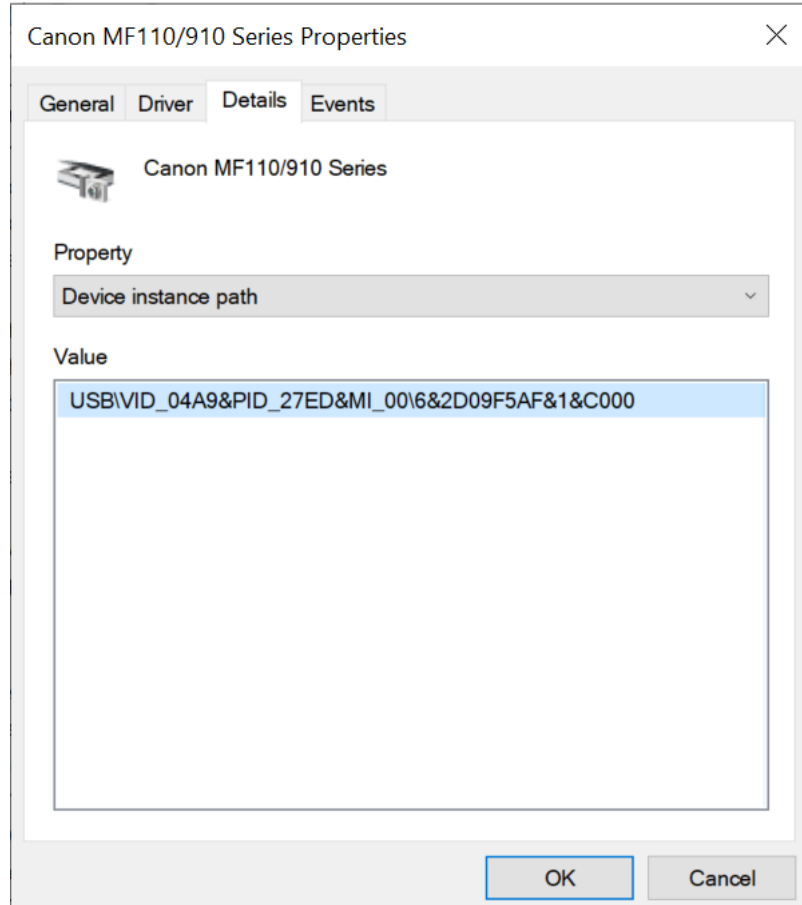 Canon MF110/910 Series Properties
General Driver Details Events
Canon MF110/910 Series
Property
Device instance path
Value
USB\VID_04A9&PID_27ED&MI_00\6&2D09F5AF&1&C000
OK Cancel